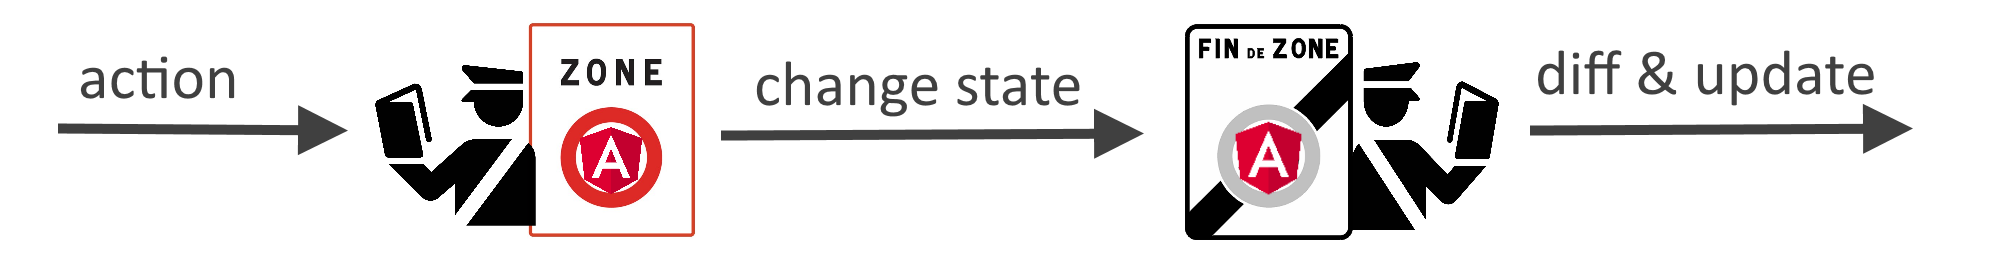 action
ZONE
A
change state
FIN DE ZONE
A
diff & update